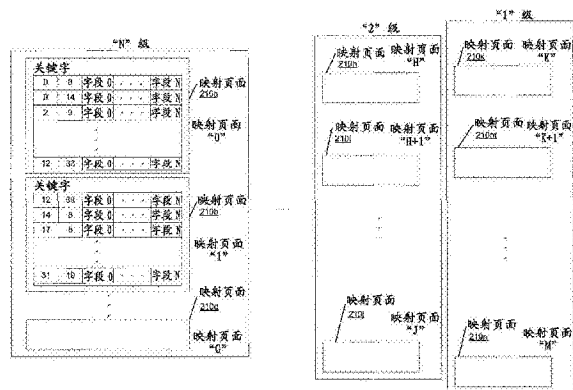 “N” 级
关键字
0 8 字段 0 · · · 字段 N
14 字段 0 · · · 字段 N
2 9 字段 0 · · · 字段 N
12 字段 0 · · · 字段 N
映射页面
210a
映射页面
“0”
关键字
12 字段 0 · · · 字段 N
14 8 字段 0 · · · 字段 N
17 字段 0 · · · 字段 N
31 字段 0 · · · 字段 N
映射页面
210b
映射页面
“1”
映射页面
映射页面
“G”
“2” 级
映射页面
210h
映射页面
“H”
映射页面
210i
映射页面
“H+1”
映射页面
210j
映射页面
“J”
“1” 级
映射页面
210k
映射页面
“K”
映射页面
210m
映射页面
“K+1”
映射页面
210n
映射页面
“M”